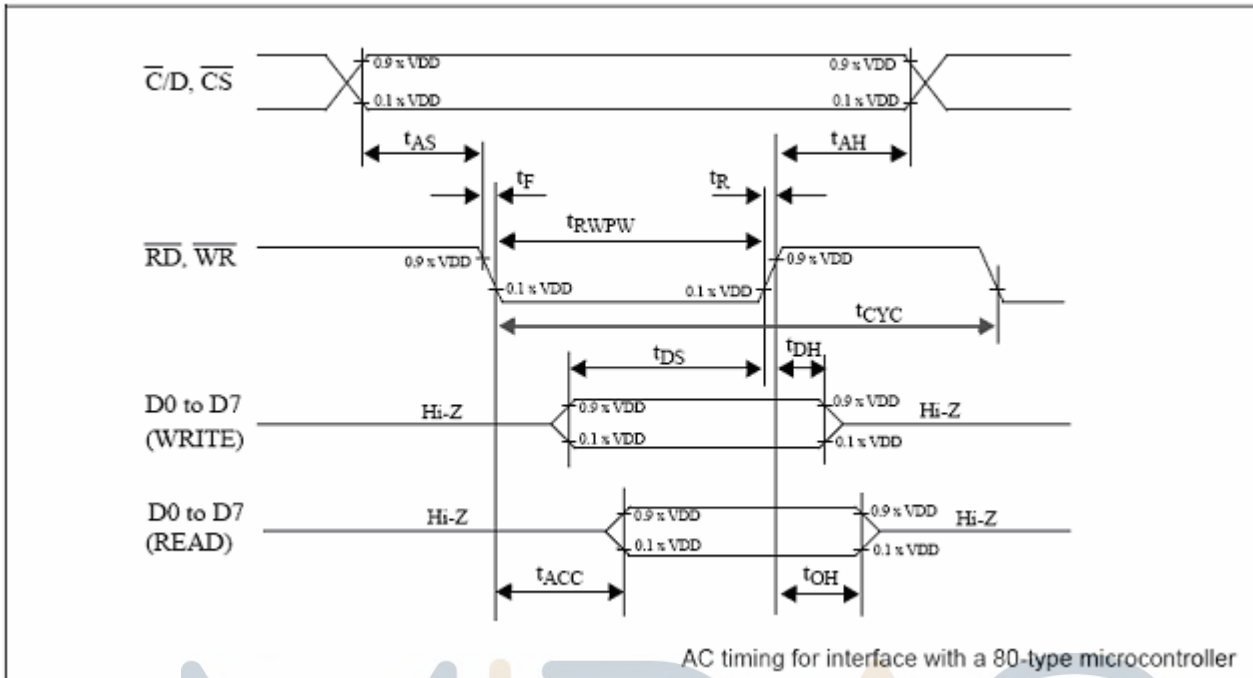 C̅/D, C̅S̅
0.9 x VDD 0.9 x VDD
0.1 x VDD 0.1 x VDD
tAS tAH
tF tR
tRWPW
R̅D̅, W̅R̅
0.9 x VDD 0.9 x VDD
0.1 x VDD 0.1 x VDD
tCYC
tDS tDH
D0 to D7
(WRITE)
Hi-Z 0.9 x VDD 0.9 x VDD Hi-Z
0.1 x VDD 0.1 x VDD
D0 to D7
(READ)
Hi-Z 0.9 x VDD 0.9 x VDD Hi-Z
0.1 x VDD 0.1 x VDD
tACC tOH
AC timing for interface with a 80-type microcontroller